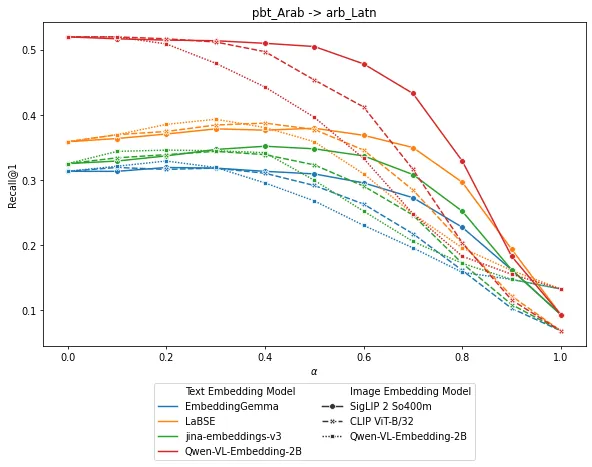 pbt_Arab -> arb_Latn
Recall@1
0.5
0.4
0.3
0.2
0.1
0.0 0.2 0.4 0.6 0.8 1.0
α
Text Embedding Model Image Embedding Model
EmbeddingGemma SigLIP 2 So400m
LaBSE CLIP ViT-B/32
jina-embeddings-v3 Qwen-VL-Embedding-2B
Qwen-VL-Embedding-2B